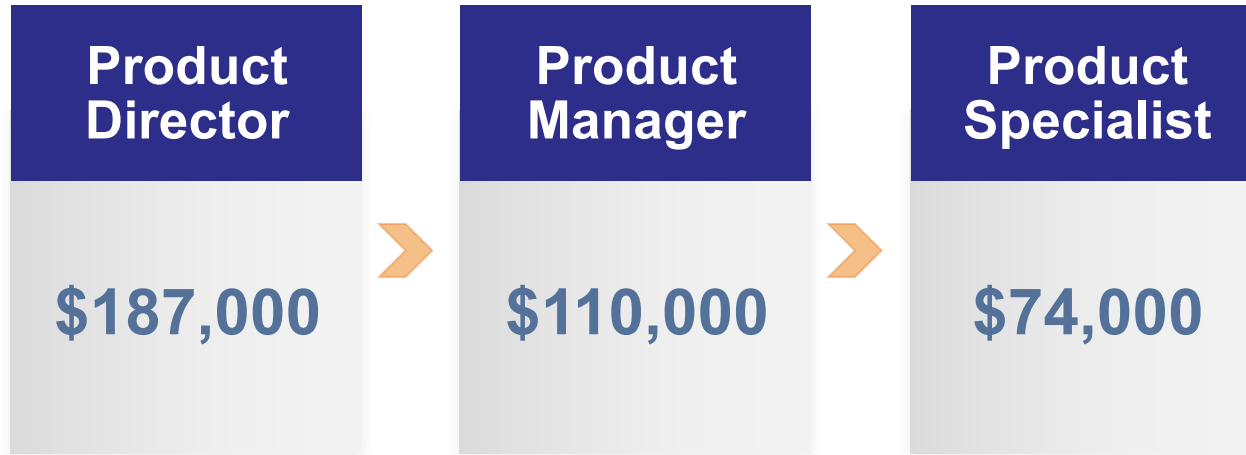 Product
Director
$187,000
Product
Manager
$110,000
Product
Specialist
$74,000